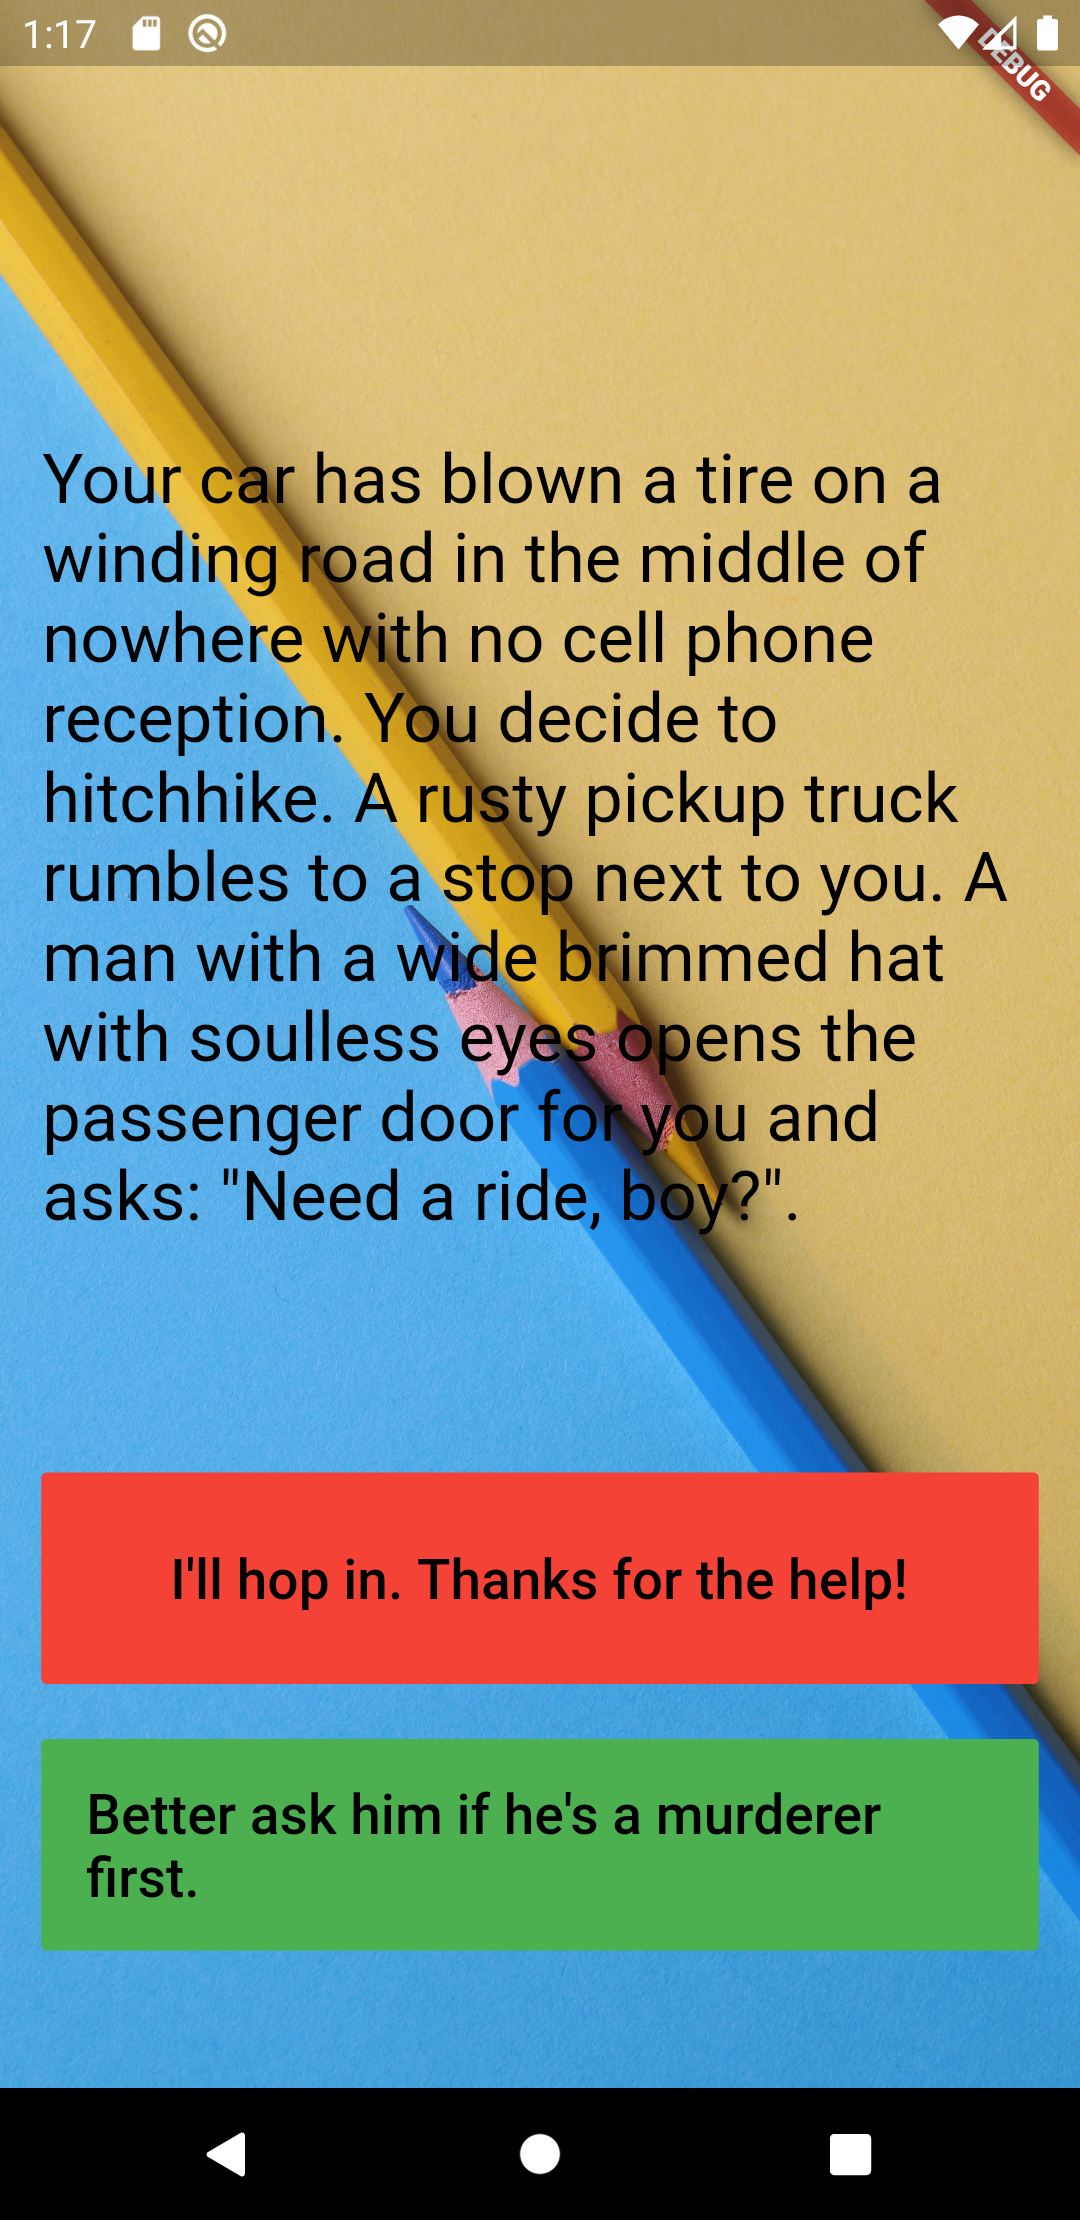 1:17
DEBUG
Your car has blown a tire on a
winding road in the middle of
nowhere with no cell phone
reception. You decide to
hitchhike. A rusty pickup truck
rumbles to a stop next to you. A
man with a wide brimmed hat
with soulless eyes opens the
passenger door for you and
asks: "Need a ride, boy?".
I'll hop in. Thanks for the help!
Better ask him if he's a murderer
first.